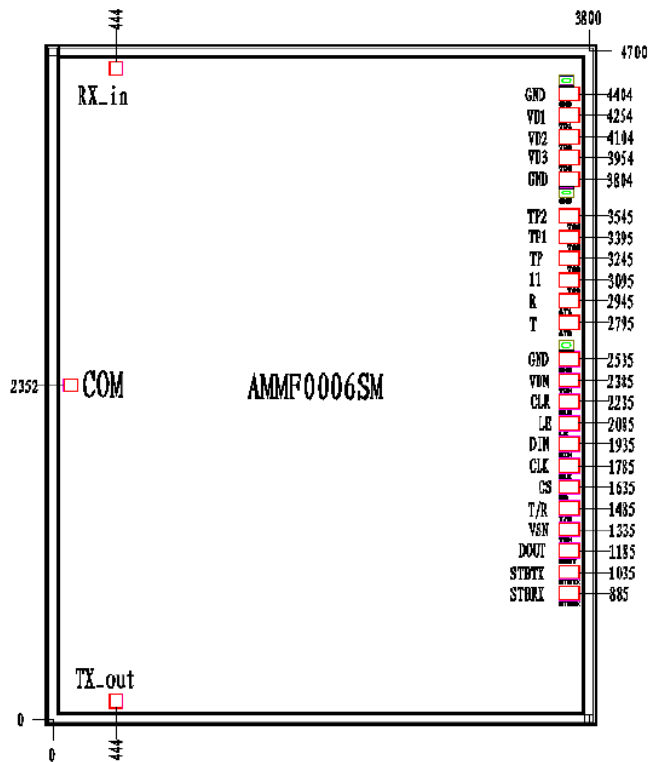 444
3800
4700
RX_in
GND 4404
VD1 4254
VD2 4104
VD3 3954
GND 3804
TP2 3545
TP1 3395
TP 3245
11 3095
R 2945
T 2795
GND 2535
2352 COM AMMF0006SM VDN 2385
CLR 2235
LE 2085
DIN 1935
CLK 1785
CS 1635
T/R 1485
VSN 1335
DOUT 1185
STBTX 1035
STBRX 885
TX_out
0
0
444